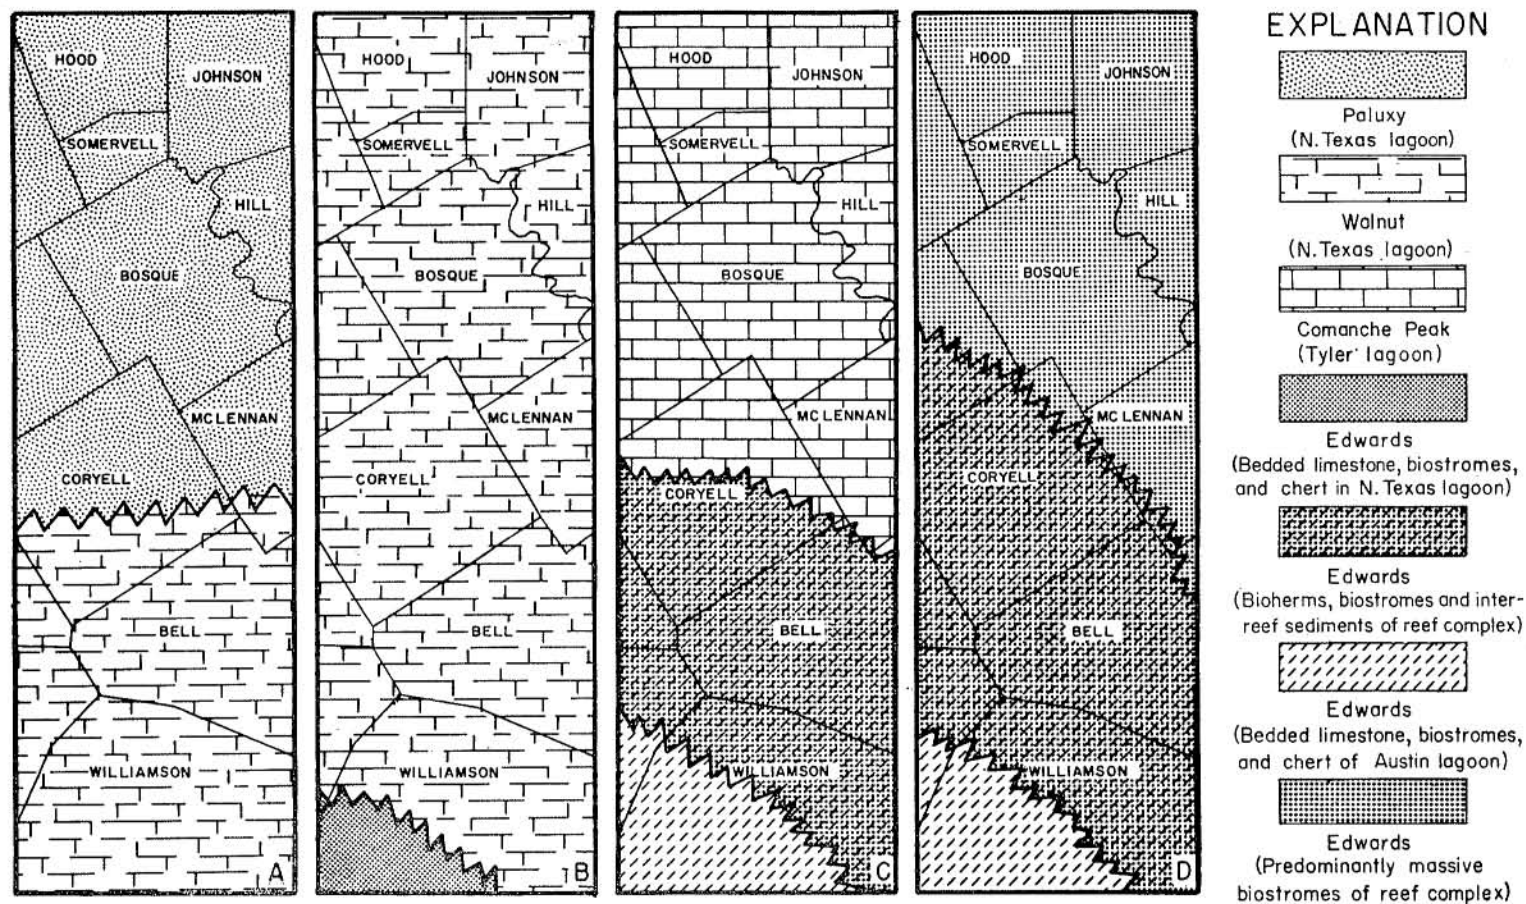 HOOD
JOHNSON
SOMERVELL
HILL
BOSQUE
MC LENNAN
CORYELL
BELL
WILLIAMSON
A
HOOD
JOHNSON
SOMERVELL
HILL
BOSQUE
MC LENNAN
CORYELL
BELL
WILLIAMSON
B
HOOD
JOHNSON
SOMERVELL
HILL
BOSQUE
MC LENNAN
CORYELL
BELL
WILLIAMSON
C
HOOD
JOHNSON
SOMERVELL
HILL
BOSQUE
MC LENNAN
CORYELL
BELL
WILLIAMSON
D
EXPLANATION
Paluxy
(N. Texas lagoon)
Walnut
(N. Texas lagoon)
Comanche Peak
(Tyler lagoon)
Edwards
(Bedded limestone, biostromes,
and chert in N. Texas lagoon)
Edwards
(Bioherms, biostromes and inter-
reef sediments of reef complex)
Edwards
(Bedded limestone, biostromes,
and chert of Austin lagoon)
Edwards
(Predominantly massive
biostromes of reef complex)